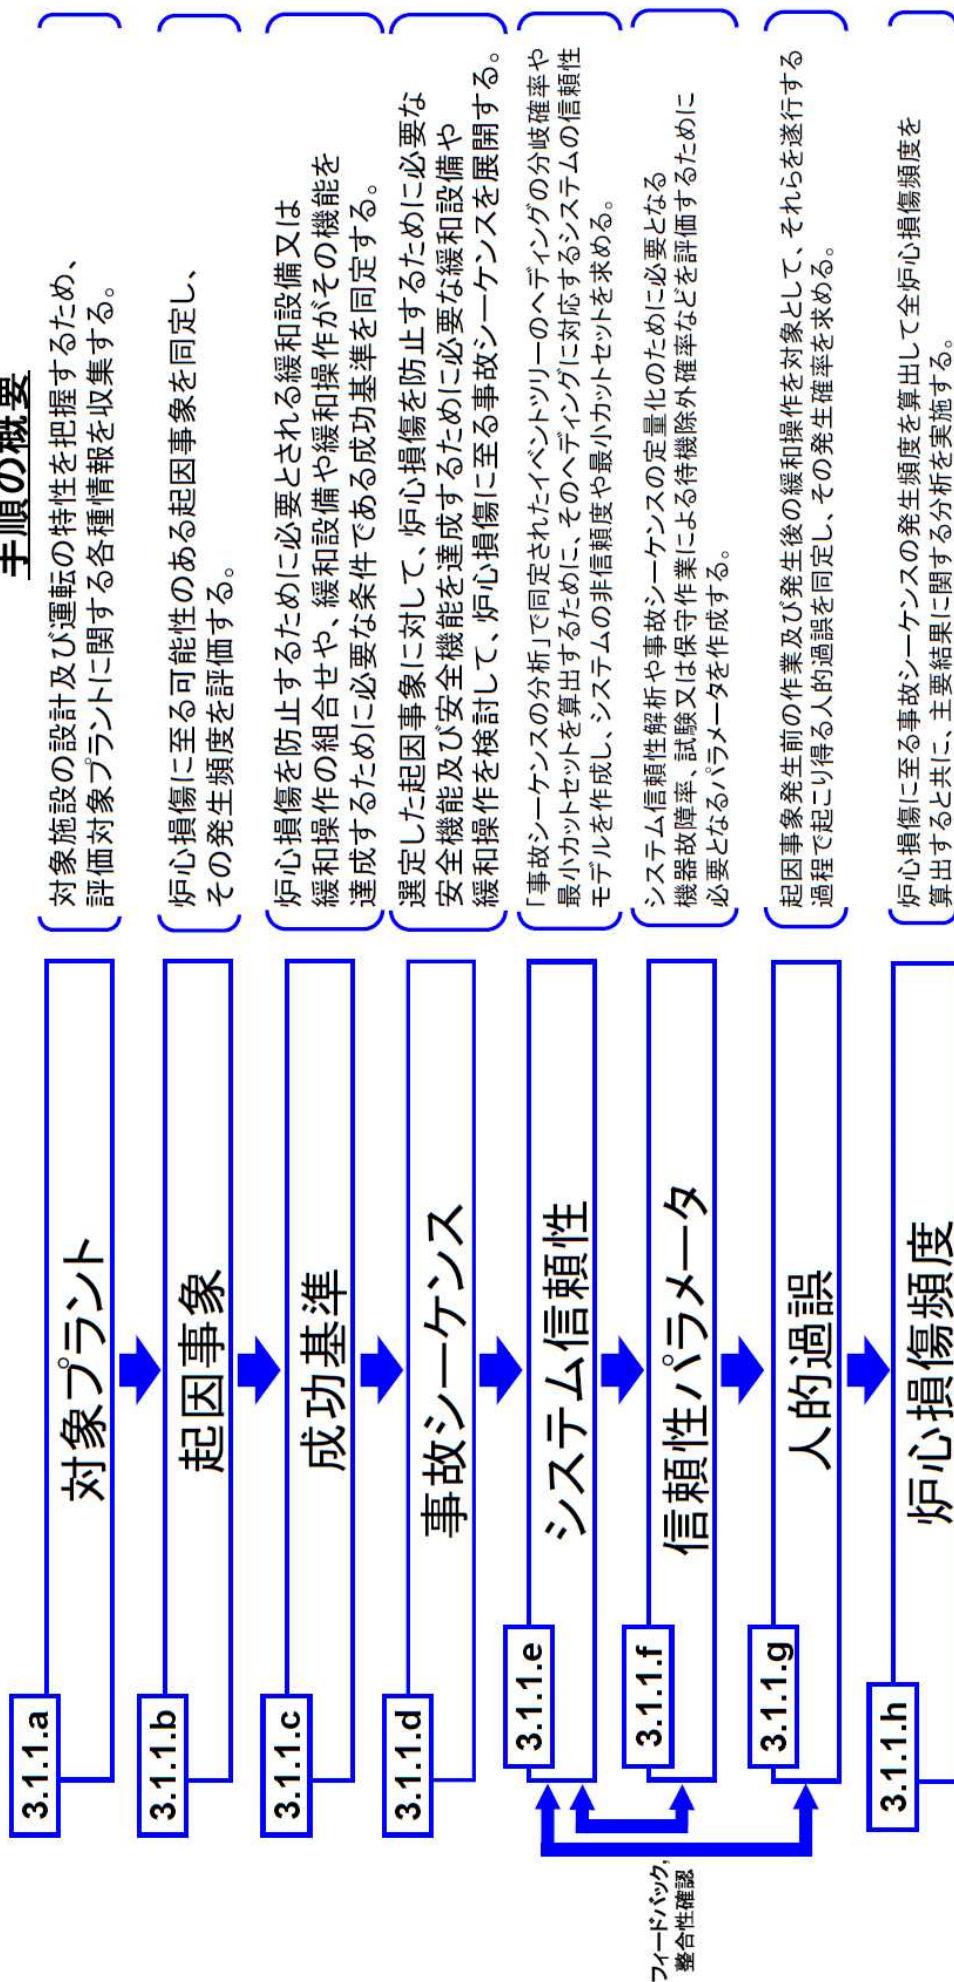 手順の概要
3.1.1.a
対象プラント
対象施設の設計及び運転の特性を把握するため、
評価対象プラントに関する各種情報を収集する。
3.1.1.b
起因事象
炉心損傷に至る可能性のある起因事象を同定し、
その発生頻度を評価する。
3.1.1.c
成功基準
炉心損傷を防止するために必要とされる緩和設備又は
緩和操作の組合せや、緩和設備や緩和操作がその機能を
達成するために必要な条件である成功基準を同定する。
3.1.1.d
事故シーケンス
選定した起因事象に対して、炉心損傷を防止するために必要な
安全機能及び安全機能を達成するために必要な緩和設備や
緩和操作を検討して、炉心損傷に至る事故シーケンスを展開する。
3.1.1.e
システム信頼性
「事故シーケンスの分析」で同定されたイベントツリーのヘディングの分岐確率や
最小カットセットを算出するために、そのヘディングに対応するシステムの信頼性
モデルを作成し、システムの非信頼度や最小カットセットを求める。
3.1.1.f
信頼性パラメータ
システム信頼性解析や事故シーケンスの定量化のために必要となる
機器故障率、試験又は保守作業による待機除外確率などを評価するために
必要となるパラメータを作成する。
3.1.1.g
人的過誤
起因事象発生前の作業及び発生後の緩和操作を対象として、それらを遂行する
過程で起こり得る人的過誤を同定し、その発生確率を求める。
3.1.1.h
炉心損傷頻度
炉心損傷に至る事故シーケンスの発生頻度を算出して全炉心損傷頻度を
算出すると共に、主要結果に関する分析を実施する。
フィードバック,
整合性確認